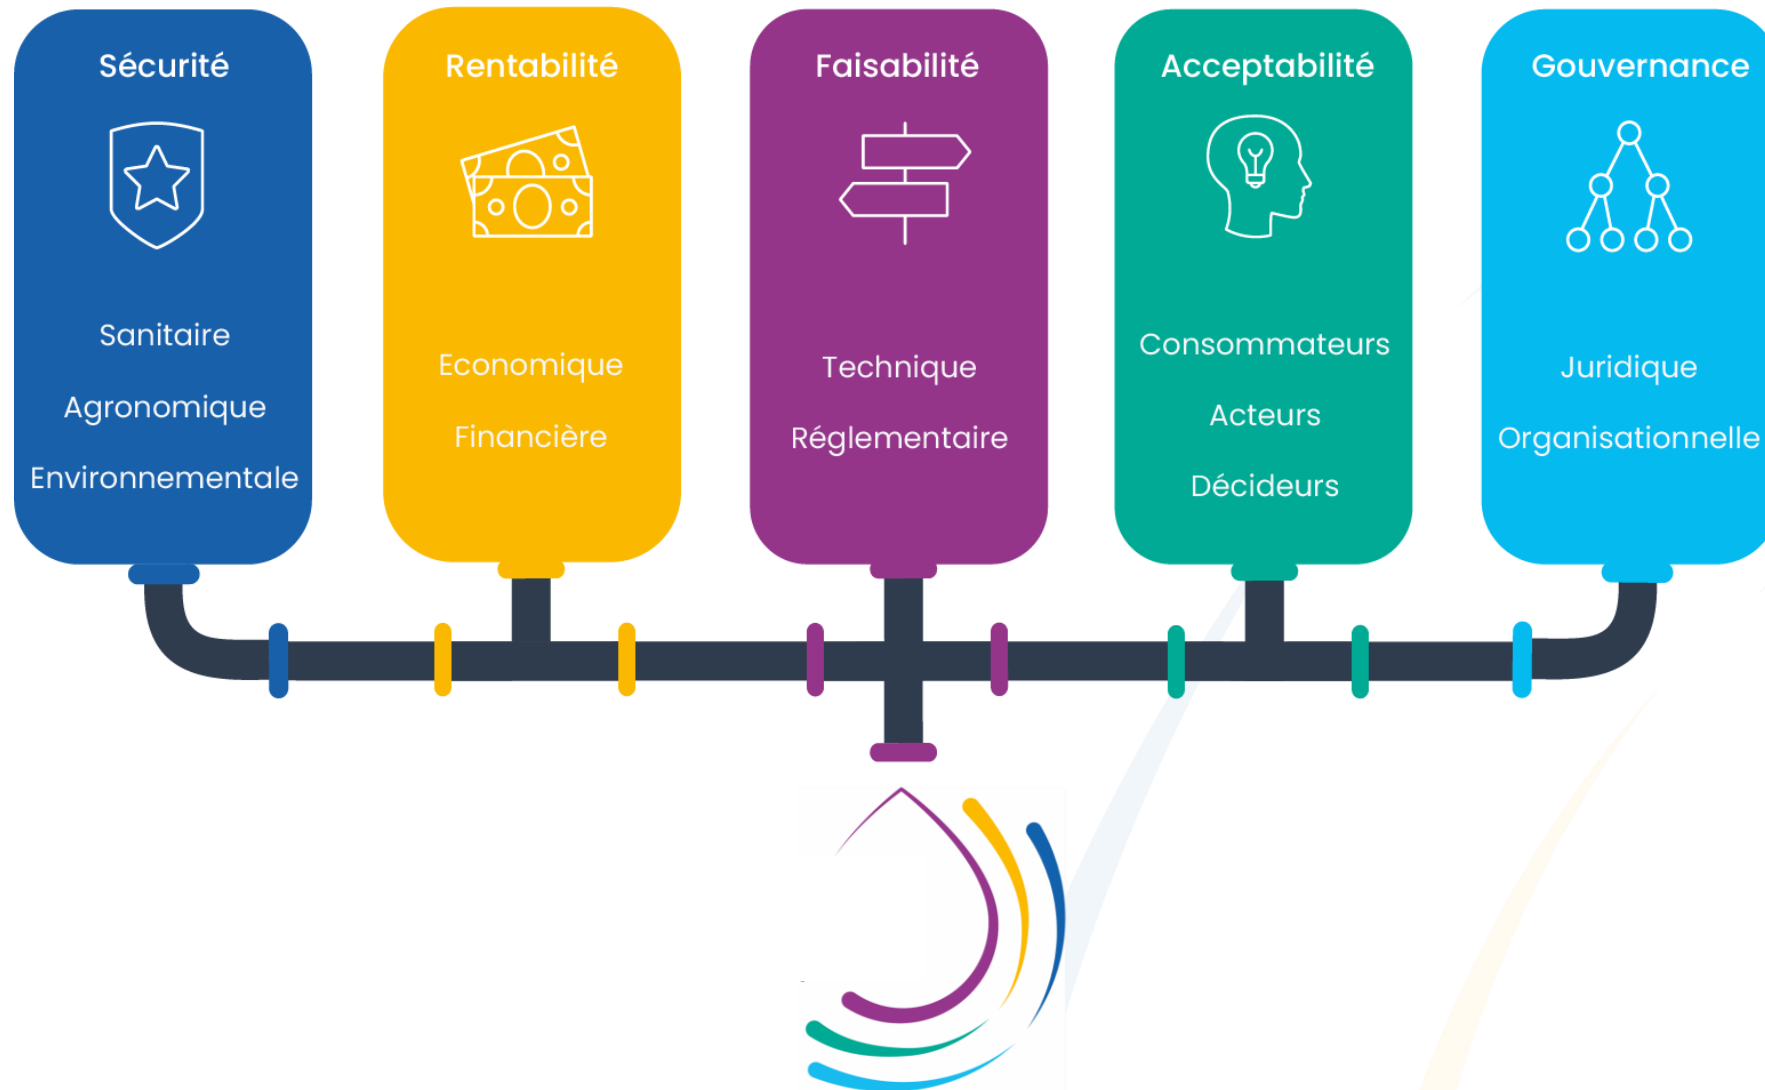 Sécurité
Sanitaire
Agronomique
Environnementale
Rentabilité
Economique
Financière
Faisabilité
Technique
Réglementaire
Acceptabilité
Consommateurs
Acteurs
Décideurs
Gouvernance
Juridique
Organisationnelle